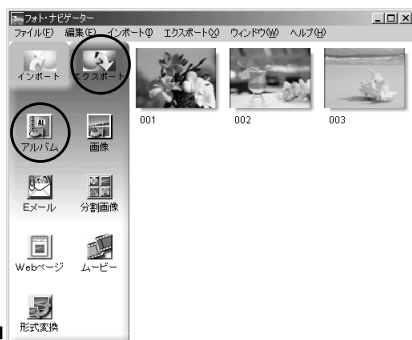 フォト・ナビゲーター
ファイル(F) 編集(E) インポート(I) エクスポート(X) ウィンドウ(W) ヘルプ(H)
インポート エクスポート
001 002 003
アルバム 画像
Eメール 分割画像
Webページ ムービー
形式変換